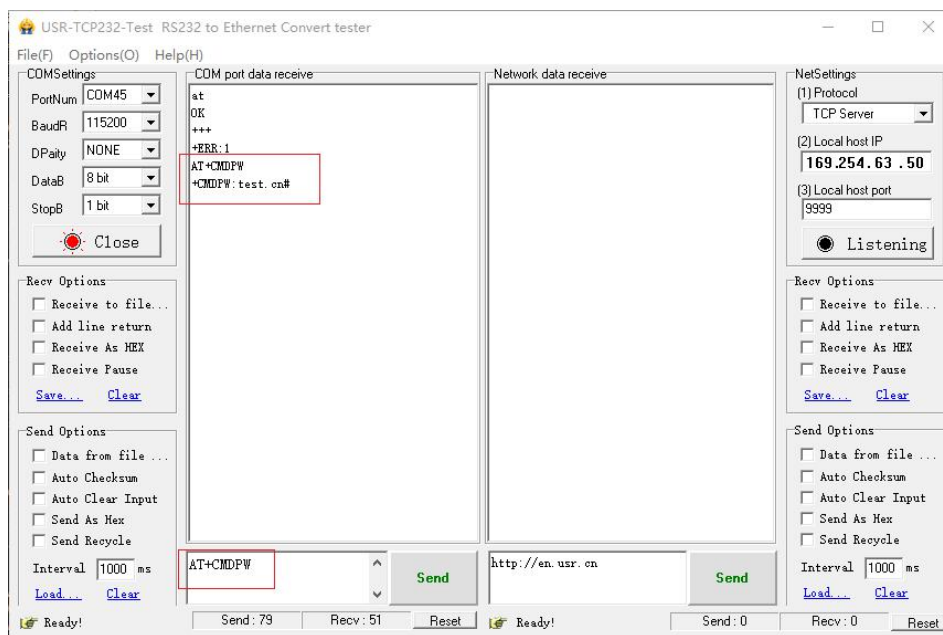 USR-TCP232-Test RS232 to Ethernet Convert tester
File(F) Options(O) Help(H)
COMSettings
PortNum COM45
BaudR 115200
DPaity NONE
DataB 8 bit
StopB 1 bit
Close
Recv Options
Receive to file...
Add line return
Receive As HEX
Receive Pause
Save... Clear
Send Options
Data from file ...
Auto Checksum
Auto Clear Input
Send As Hex
Send Recycle
Interval 1000 ms
Load... Clear
Ready!
COM port data receive
at
OK
+++
+ERR:1
AT+CMDPW
+CMDPW:test.cn#
AT+CMDPW
Send
Send : 79 Recv : 51 Reset
Network data receive
http://en.usr.cn
Send
Ready! Send : 0 Recv : 0 Reset
NetSettings
(1) Protocol
TCP Server
(2) Local host IP
169.254.63 .50
(3) Local host port
9999
Listening
Recv Options
Receive to file...
Add line return
Receive As HEX
Receive Pause
Save... Clear
Send Options
Data from file ...
Auto Checksum
Auto Clear Input
Send As Hex
Send Recycle
Interval 1000 ms
Load... Clear